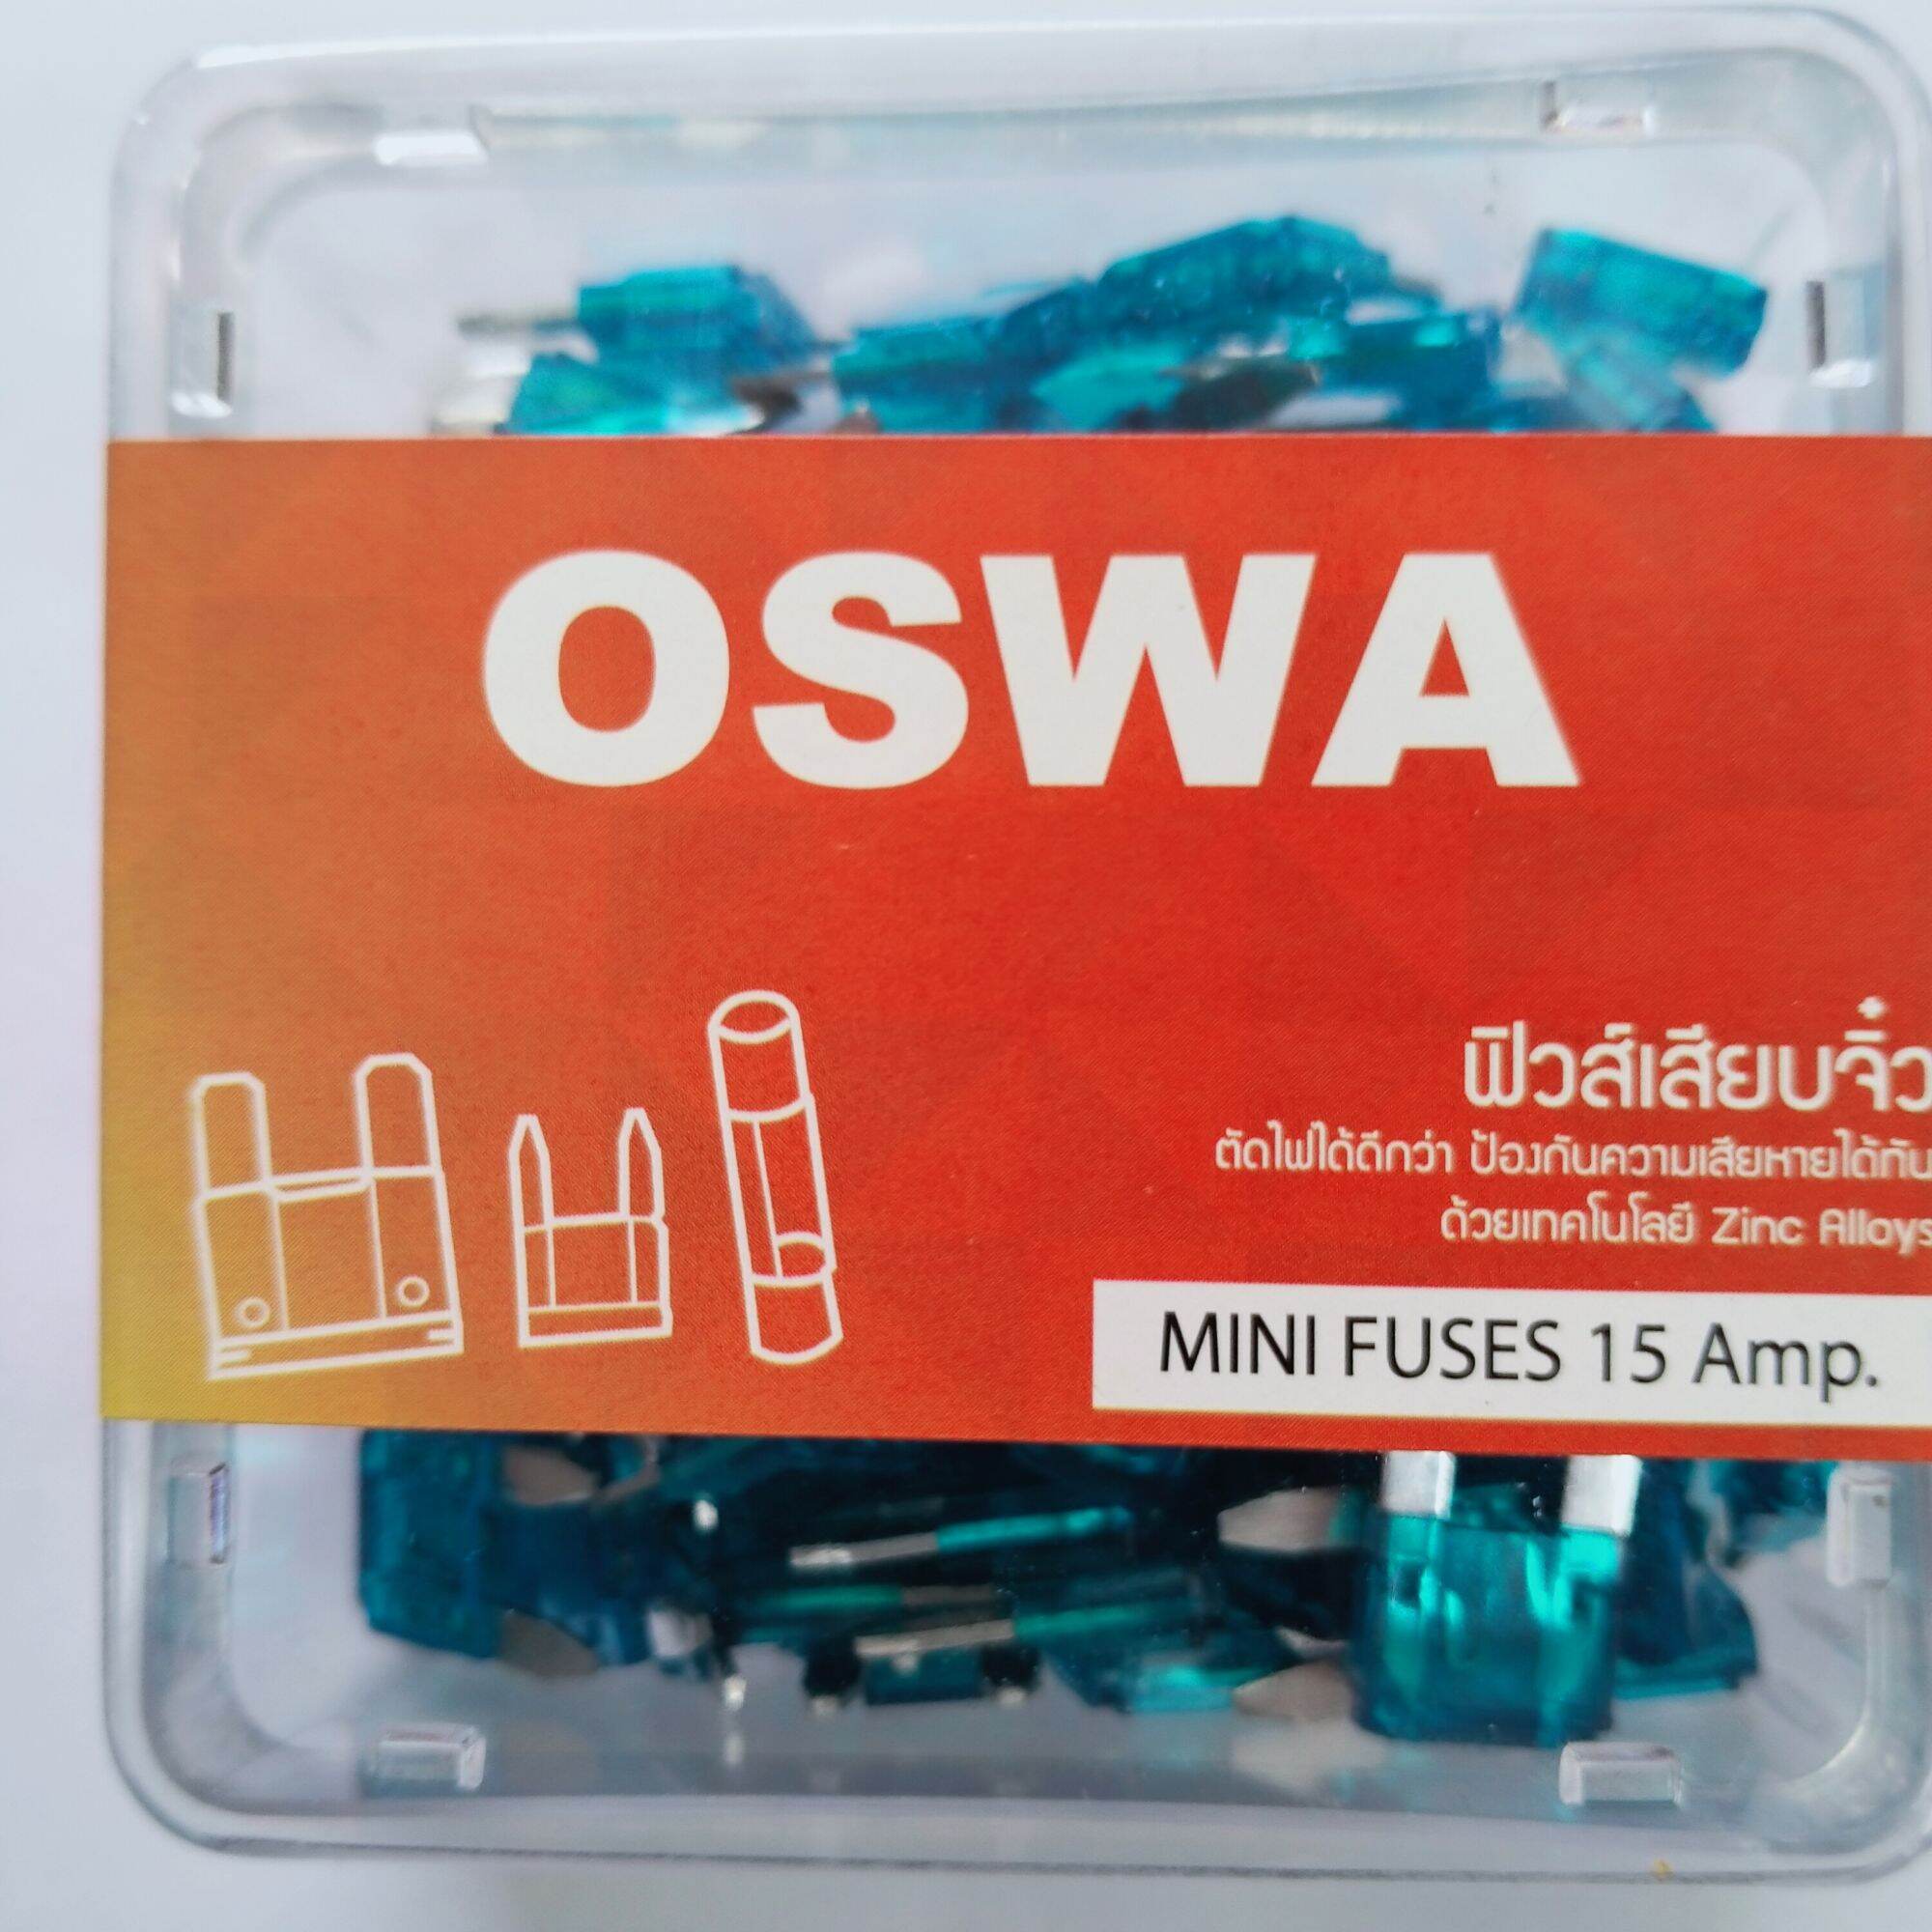 OSWA
ฟิวส์เสียบจิ๋ว
ตัดไฟได้ดีกว่า ป้องกันความเสียหายได้ทัน
ด้วยเทคโนโลยี Zinc Alloys
MINI FUSES 15 Amp.